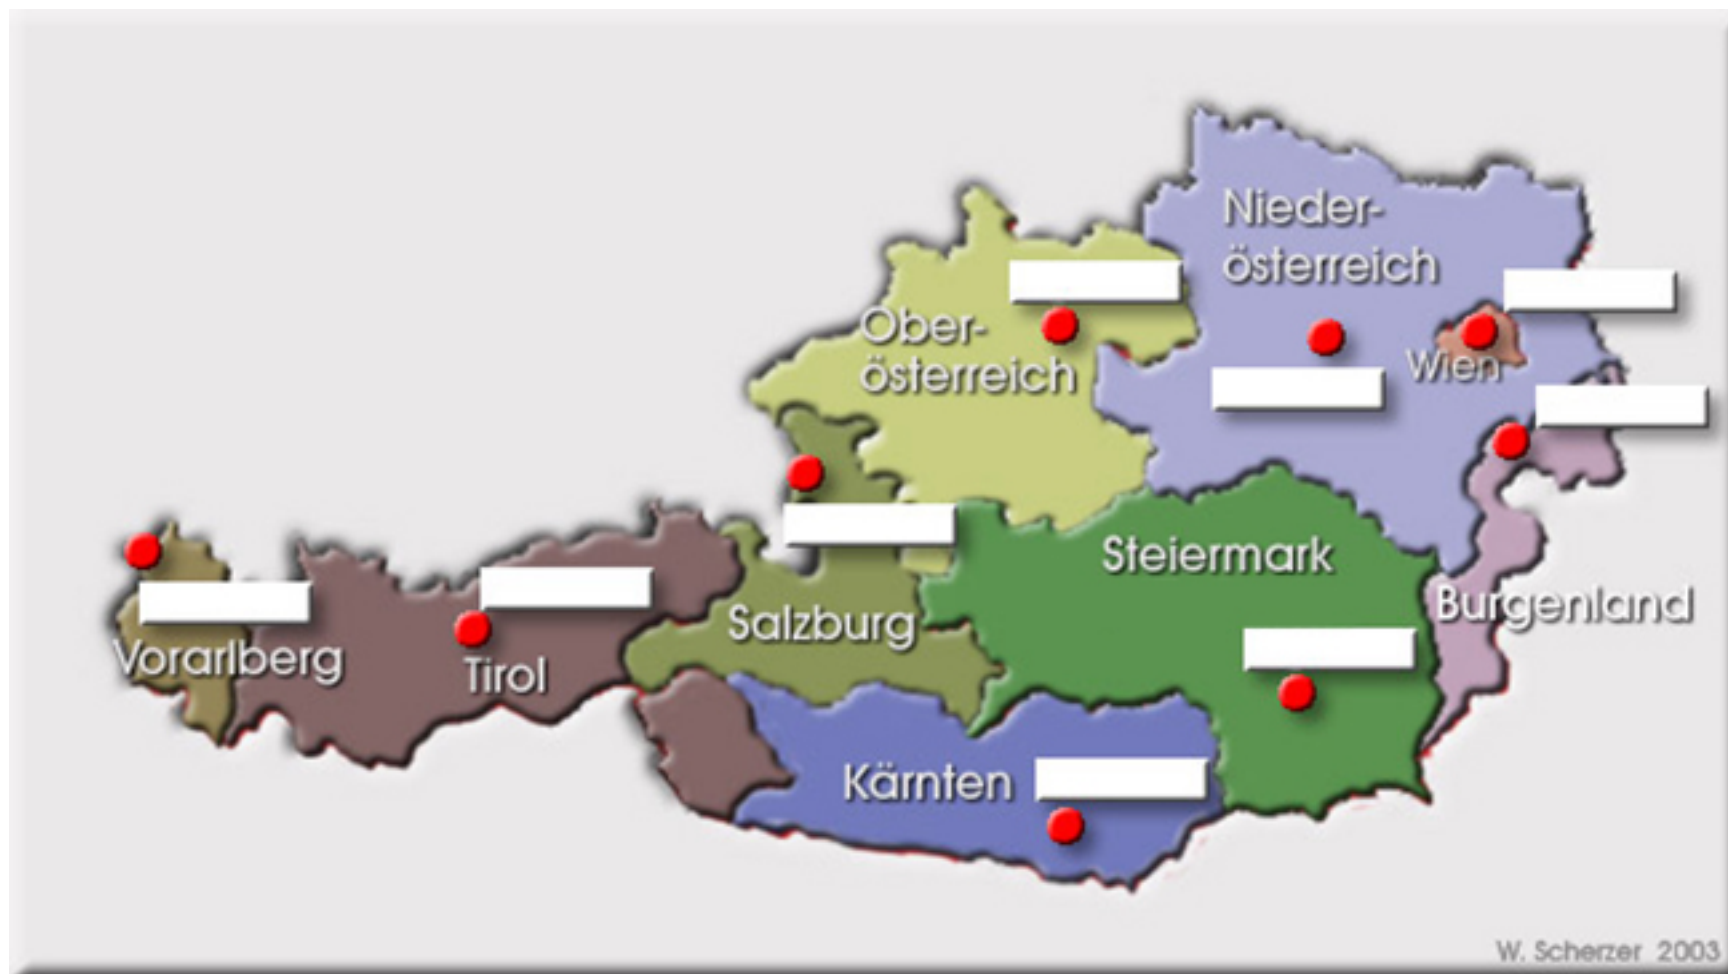 Nieder-
österreich
Ober-
österreich
Wien
Steiermark
Burgenland
Salzburg
Vorarlberg
Tirol
Kärnten
W. Scherzer 2003